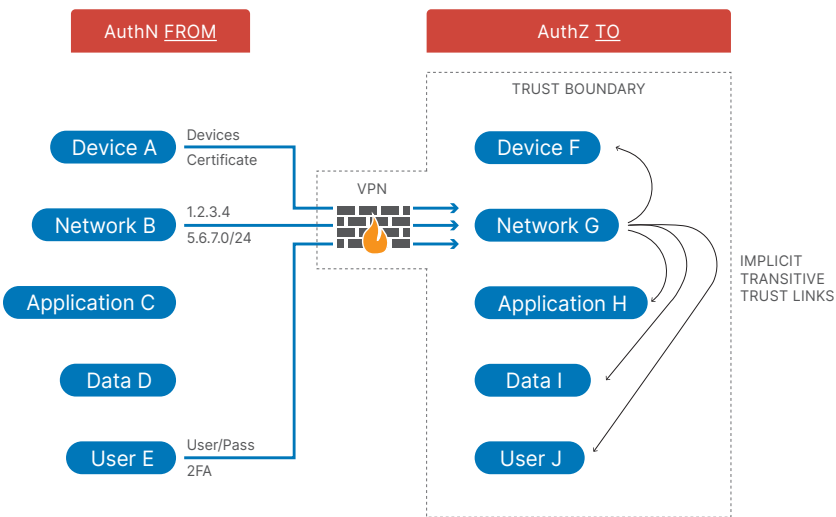 AuthN FROM
AuthZ TO
TRUST BOUNDARY
Device A
Devices
Certificate
VPN
Device F
Network B
1.2.3.4
5.6.7.0/24
Network G
IMPLICIT
TRANSITIVE
TRUST LINKS
Application C
Application H
Data D
Data I
User E
User/Pass
2FA
User J